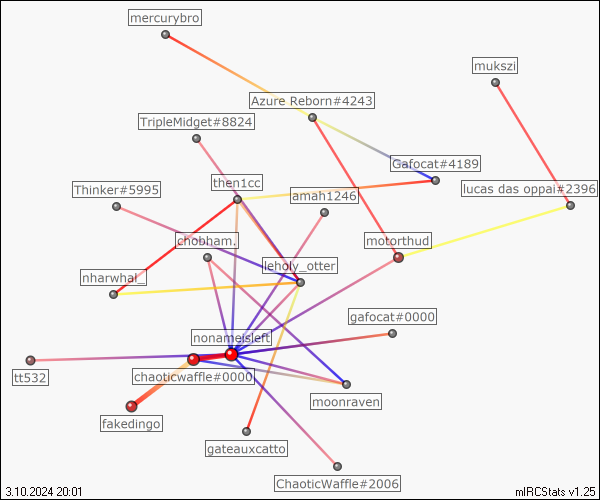 mercurybro
mukszi
Azure Reborn#4243
TripleMidget#8824
Gafocat#4189
then1cc
Thinker#5995
amah1246
lucas das oppai#2396
chobham.
motorthud
leholy_otter
nharwhal_
gafocat#0000
nonameisleft
tt532
chaoticwaffle#0000
moonraven
fakedingo
gateauxcatto
ChaoticWaffle#2006
3.10.2024 20:01
mIRCStats v1.25